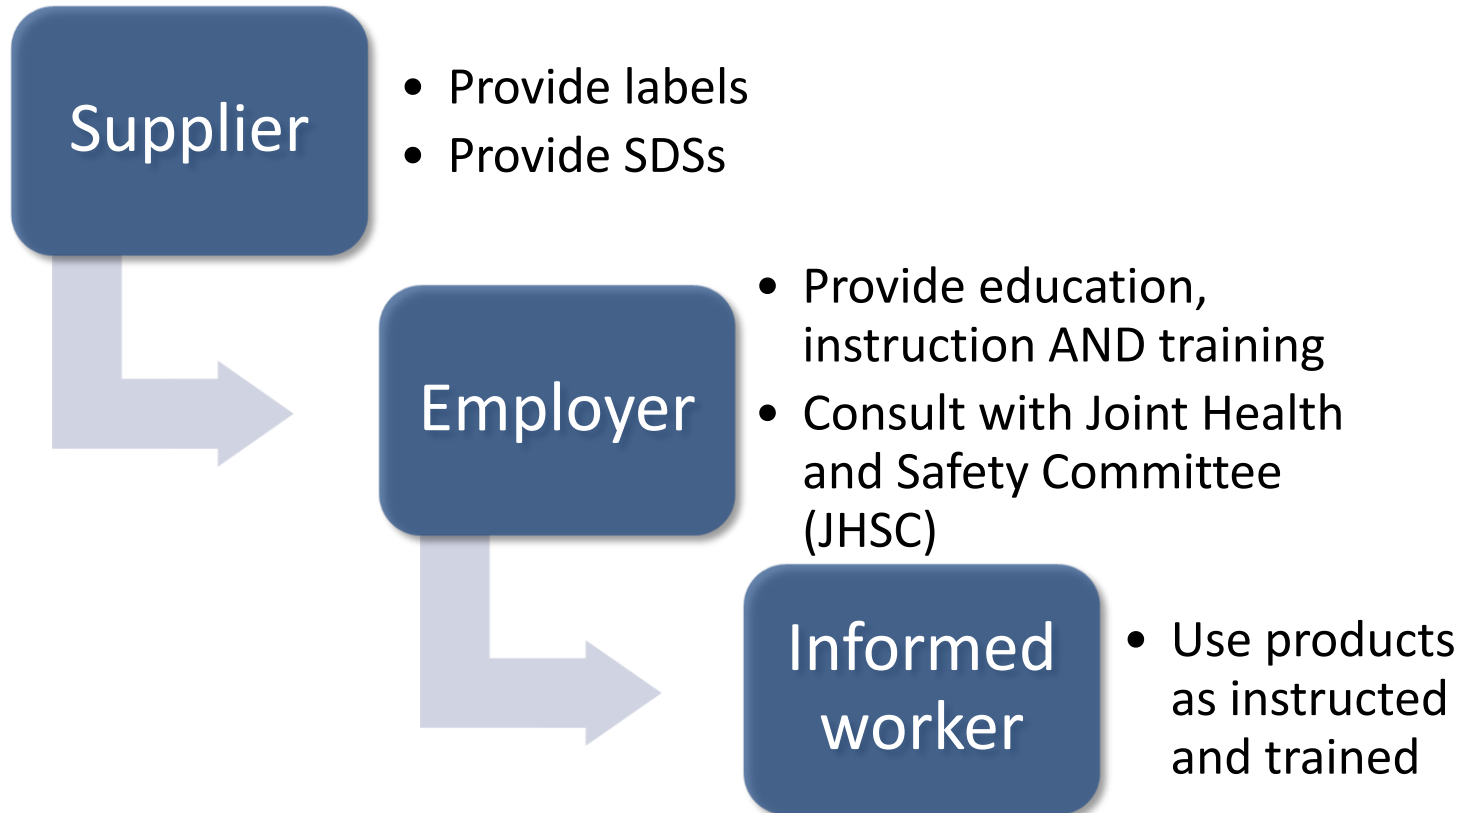 Supplier
• Provide labels
• Provide SDSs
Employer
• Provide education,
instruction AND training
• Consult with Joint Health
and Safety Committee
(JHSC)
Informed
worker
• Use products
as instructed
and trained